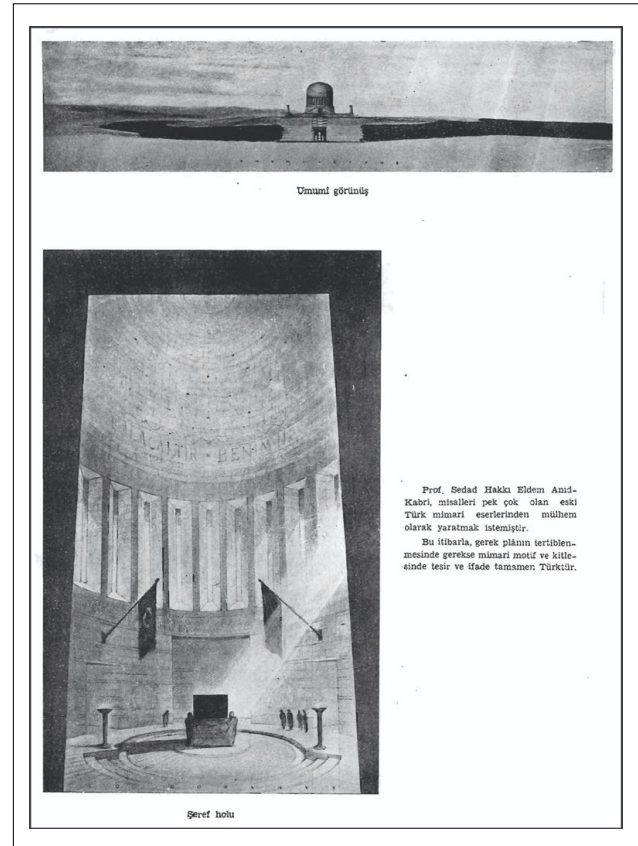 Umumî görünüş
KALACAKTIR · BENİM
Prof. Sedad Hakkı Eldem Anıd-
Kabri, misalleri pek çok olan eski
Türk mimari eserlerinden mülhem
olarak yaratmak istemiştir.
Bu itibarla, gerek plânın tertiblen-
mesinde gerekse mimari motif ve kitle-
sinde tesir ve ifade tamamen Türktür.
Şeref holu